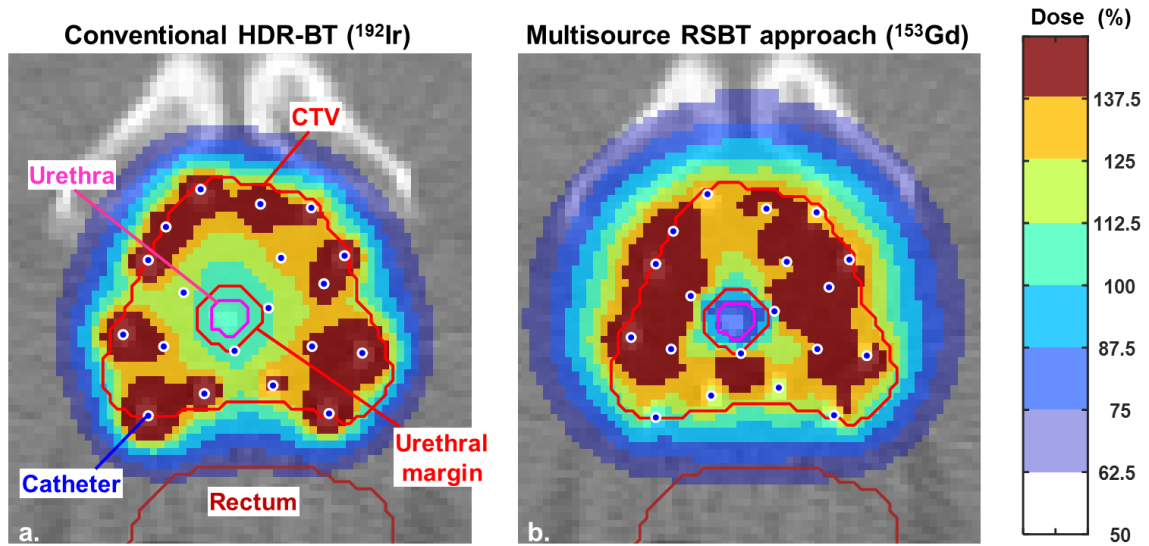 Conventional HDR-BT (¹⁹²Ir)
Multisource RSBT approach (¹⁵³Gd)
Dose (%)
CTV
Urethra
Urethral
margin
Catheter
Rectum
a.
b.
137.5
125
112.5
100
87.5
75
62.5
50